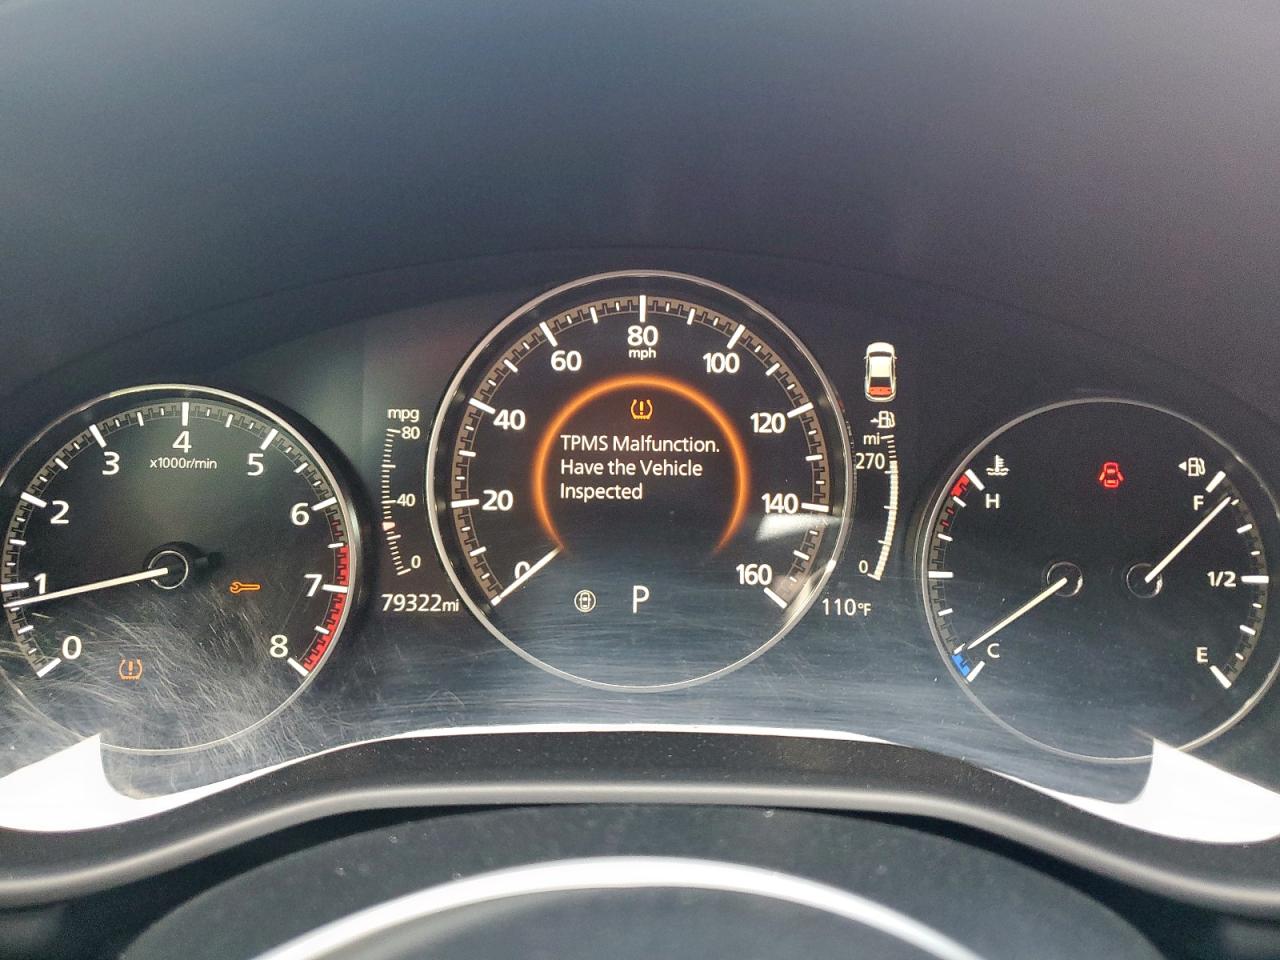 0
1
2
3
4
x1000r/min
5
6
7
8
mpg
80
40
0
79322mi
0
20
40
60
80
mph
100
120
140
160
TPMS Malfunction.
Have the Vehicle
Inspected
P
mi
270
0
110°F
H
C
F
1/2
E